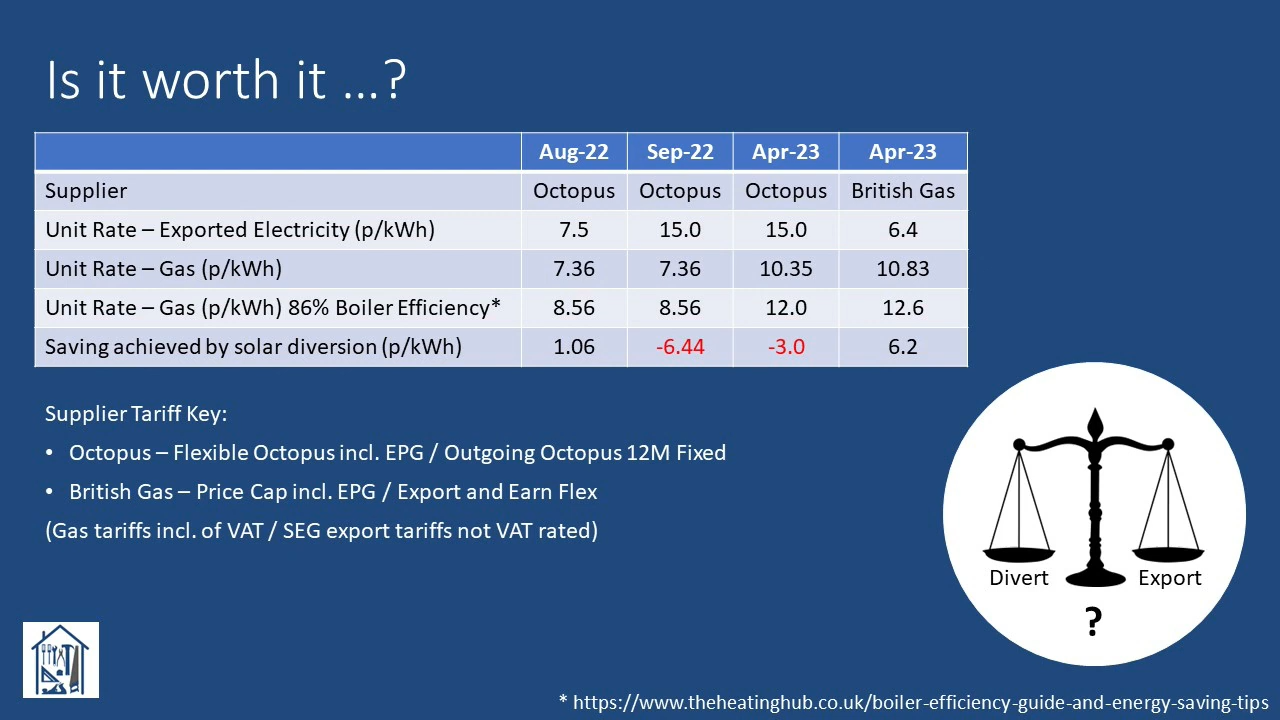 Is it worth it ...?
Aug-22 Sep-22 Apr-23 Apr-23
Supplier Octopus Octopus Octopus British Gas
Unit Rate – Exported Electricity (p/kWh) 7.5 15.0 15.0 6.4
Unit Rate – Gas (p/kWh) 7.36 7.36 10.35 10.83
Unit Rate – Gas (p/kWh) 86% Boiler Efficiency* 8.56 8.56 12.0 12.6
Saving achieved by solar diversion (p/kWh) 1.06 -6.44 -3.0 6.2
Supplier Tariff Key:
• Octopus – Flexible Octopus incl. EPG / Outgoing Octopus 12M Fixed
• British Gas – Price Cap incl. EPG / Export and Earn Flex
(Gas tariffs incl. of VAT / SEG export tariffs not VAT rated)
Divert Export
?
* https://www.theheatinghub.co.uk/boiler-efficiency-guide-and-energy-saving-tips